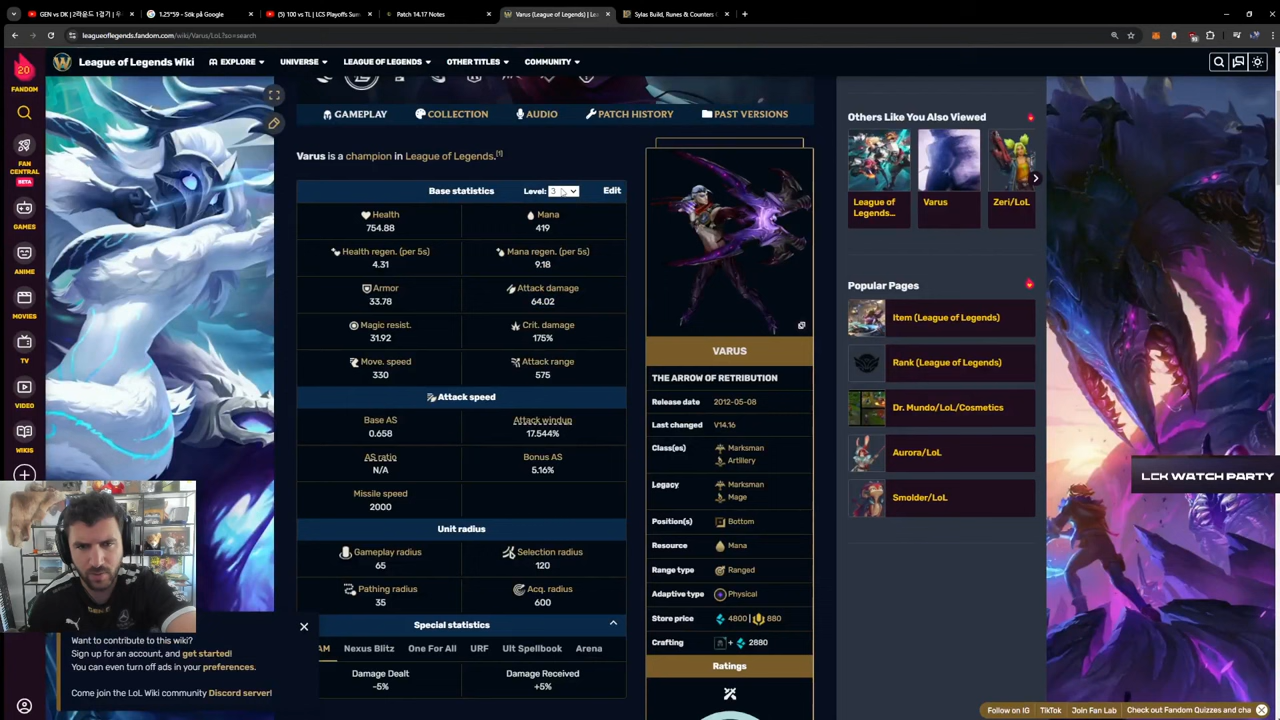 GEN vs DK | 2라운드 1경기 |
1.25*59 - Sök på Google
(5) 100 vs TL | LCS Playoffs Sum
Patch 14.17 Notes
Varus (League of Legends) | Lea
Sylas Build, Runes & Counters
leagueoflegends.fandom.com/wiki/Varus/LoL?so=search
20
FANDOM
League of Legends Wiki
EXPLORE
UNIVERSE
LEAGUE OF LEGENDS
OTHER TITLES
COMMUNITY
FAN
CENTRAL
BETA
GAMES
ANIME
MOVIES
TV
VIDEO
WIKIS
GAMEPLAY
COLLECTION
AUDIO
PATCH HISTORY
PAST VERSIONS
Varus is a champion in League of Legends.[1]
Base statistics
Level: 3
Edit
Health
754.88
Mana
419
Health regen. (per 5s)
4.31
Mana regen. (per 5s)
9.18
Armor
33.78
Attack damage
64.02
Magic resist.
31.92
Crit. damage
175%
Move. speed
330
Attack range
575
Attack speed
Base AS
0.658
Attack windup
17.544%
AS ratio
N/A
Bonus AS
5.16%
Missile speed
2000
Unit radius
Gameplay radius
65
Selection radius
120
Pathing radius
35
Acq. radius
600
Special statistics
AM
Nexus Blitz
One For All
URF
Ult Spellbook
Arena
Damage Dealt
-5%
Damage Received
+5%
VARUS
THE ARROW OF RETRIBUTION
Release date 2012-05-08
Last changed V14.16
Class(es) Marksman
Artillery
Legacy Marksman
Mage
Position(s) Bottom
Resource Mana
Range type Ranged
Adaptive type Physical
Store price 4800 | 880
Crafting + 2880
Ratings
Others Like You Also Viewed
League of
Legends...
Varus
Zeri/LoL
Popular Pages
Item (League of Legends)
Rank (League of Legends)
Dr. Mundo/LoL/Cosmetics
Aurora/LoL
Smolder/LoL
LCK WATCH PARTY
Want to contribute to this wiki?
Sign up for an account, and get started!
You can even turn off ads in your preferences.
Come join the LoL Wiki community Discord server!
Follow on IG
TikTok
Join Fan Lab
Check out Fandom Quizzes and cha